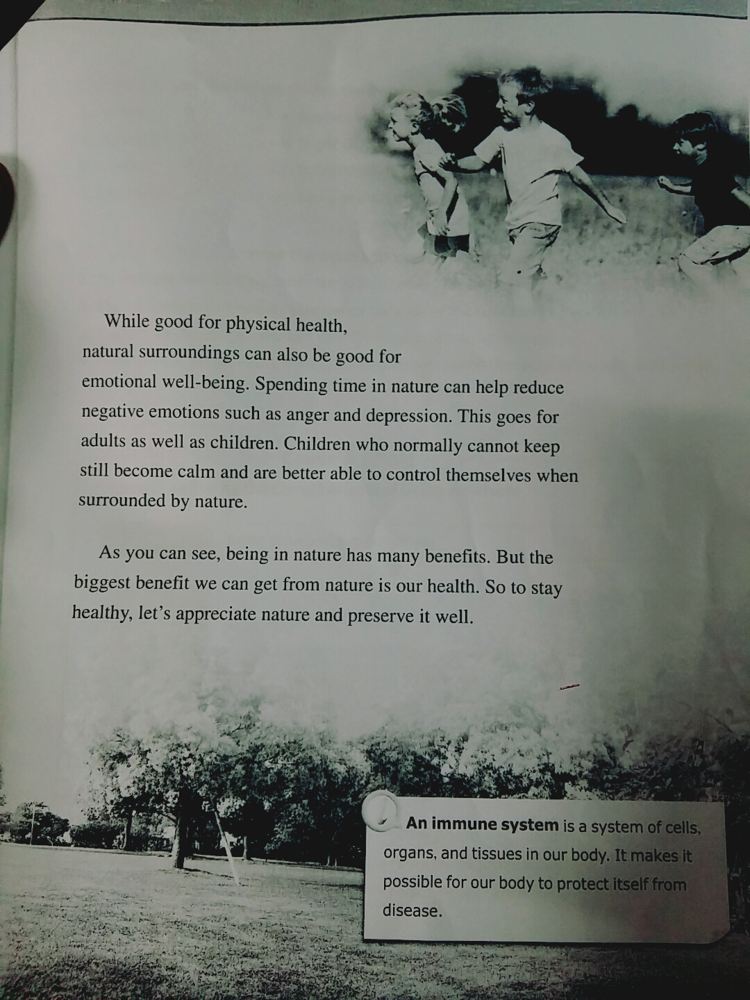 While good for physical health,
natural surroundings can also be good for
emotional well-being. Spending time in nature can help reduce
negative emotions such as anger and depression. This goes for
adults as well as children. Children who normally cannot keep
still become calm and are better able to control themselves when
surrounded by nature.
As you can see, being in nature has many benefits. But the
biggest benefit we can get from nature is our health. So to stay
healthy, let's appreciate nature and preserve it well.
An immune system is a system of cells,
organs, and tissues in our body. It makes it
possible for our body to protect itself from
disease.